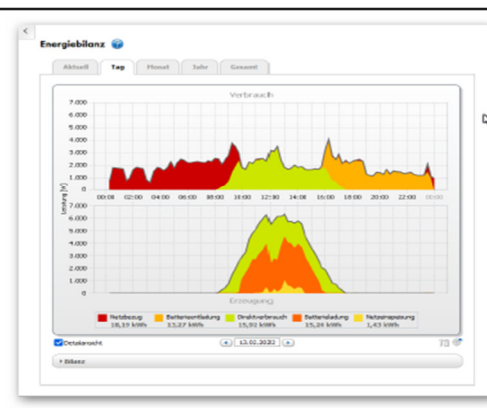 Energiebilanz
Aktuell Tag Monat Jahr Gesamt
Verbrauch
7.000
6.000
5.000
4.000
3.000
2.000
1.000
0
00:00 02:00 04:00 06:00 08:00 10:00 12:00 14:00 16:00 18:00 20:00 22:00 00:00
Leistung [W]
7.000
6.000
5.000
4.000
3.000
2.000
1.000
0
Erzeugung
Netzbezug Batterieentladung Direktverbrauch Batterieladung Netzeinspeisung
18,19 kWh 13,27 kWh 15,92 kWh 15,24 kWh 1,43 kWh
Detailansicht
Bilanz